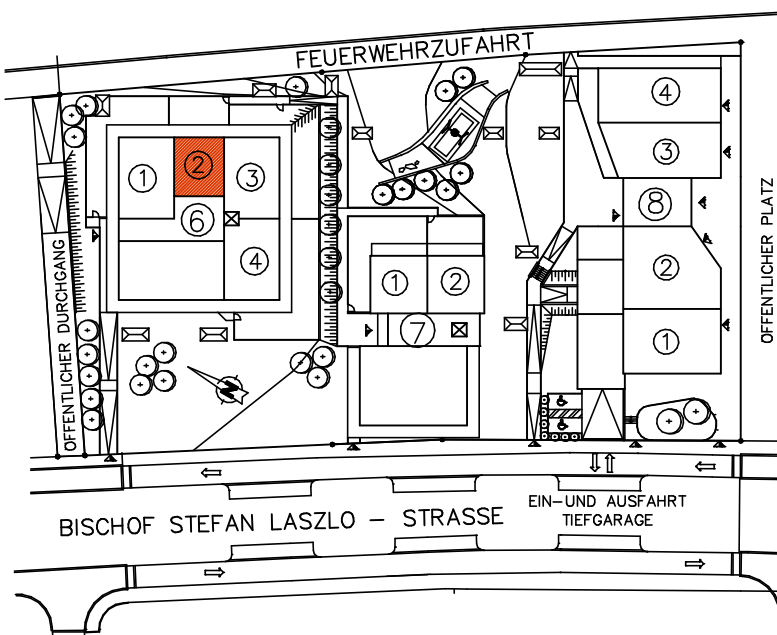 FEUERWEHRZUFAHRT
4
1
2
3
3
6
8
4
1
2
2
7
1
N
ÖFFENTLICHER DURCHGANG
ÖFFENTLICHER PLATZ
BISCHOF STEFAN LASZLO – STRASSE
EIN–UND AUSFAHRT
TIEFGARAGE